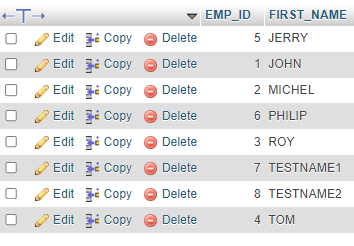 EMP_ID FIRST_NAME
Edit Copy Delete 5 JERRY
Edit Copy Delete 1 JOHN
Edit Copy Delete 2 MICHEL
Edit Copy Delete 6 PHILIP
Edit Copy Delete 3 ROY
Edit Copy Delete 7 TESTNAME1
Edit Copy Delete 8 TESTNAME2
Edit Copy Delete 4 TOM